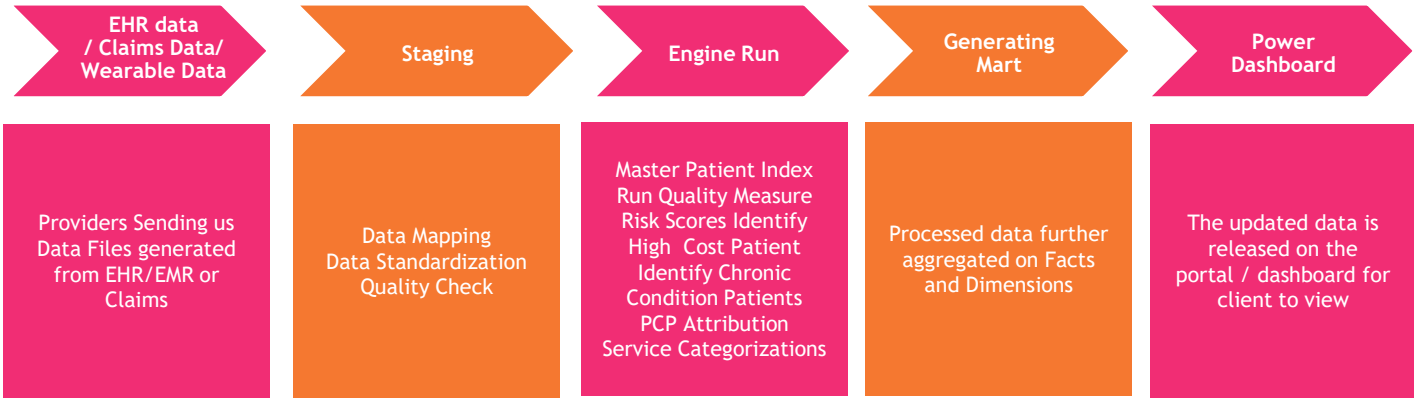 EHR data
/ Claims Data/
Wearable Data
Staging
Engine Run
Generating
Mart
Power
Dashboard
Providers Sending us
Data Files generated
from EHR/EMR or
Claims
Data Mapping
Data Standardization
Quality Check
Master Patient Index
Run Quality Measure
Risk Scores Identify
High Cost Patient
Identify Chronic
Condition Patients
PCP Attribution
Service Categorizations
Processed data further
aggregated on Facts
and Dimensions
The updated data is
released on the
portal / dashboard for
client to view